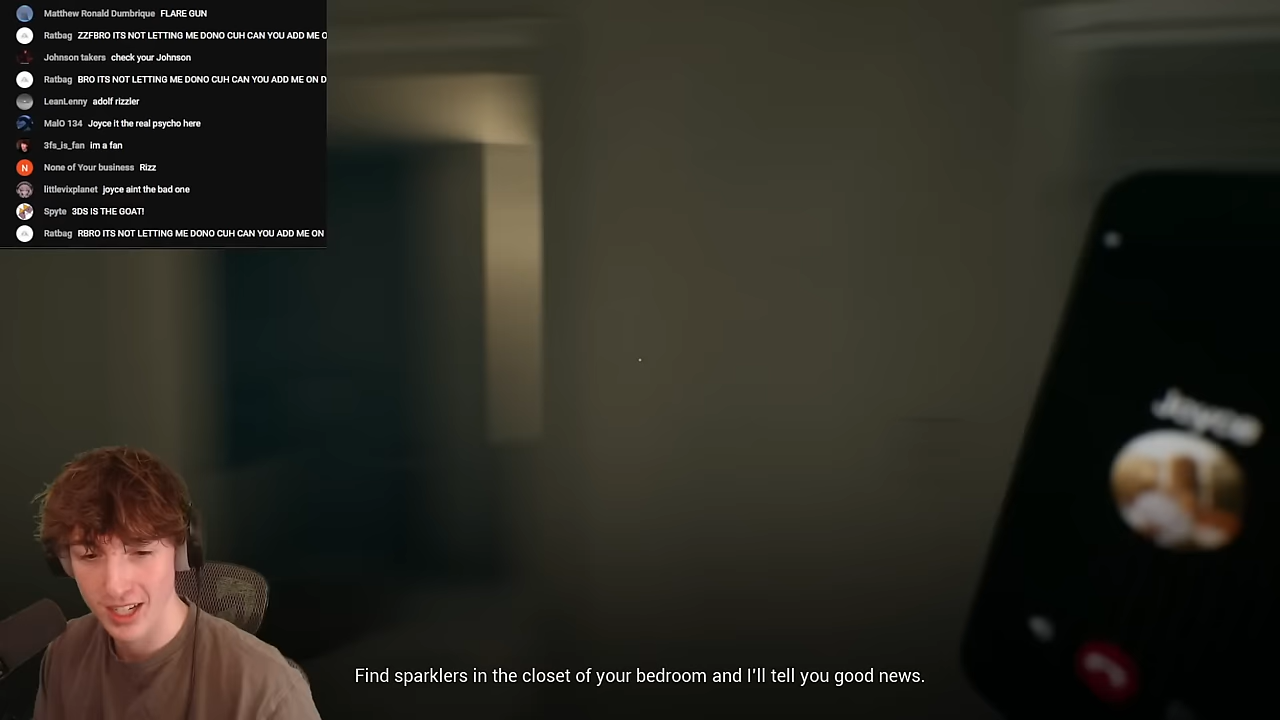 Matthew Ronald Dumbrique FLARE GUN
Ratbag ZZFBRO ITS NOT LETTING ME DONO CUH CAN YOU ADD ME O
Johnson takers check your Johnson
Ratbag BRO ITS NOT LETTING ME DONO CUH CAN YOU ADD ME ON D
LeanLenny adolf rizzler
MalO 134 Joyce it the real psycho here
3fs_is_fan im a fan
N None of Your business Rizz
littlevixplanet joyce aint the bad one
Spyte 3DS IS THE GOAT!
Ratbag RBRO ITS NOT LETTING ME DONO CUH CAN YOU ADD ME ON
Joyce
Find sparklers in the closet of your bedroom and I'll tell you good news.